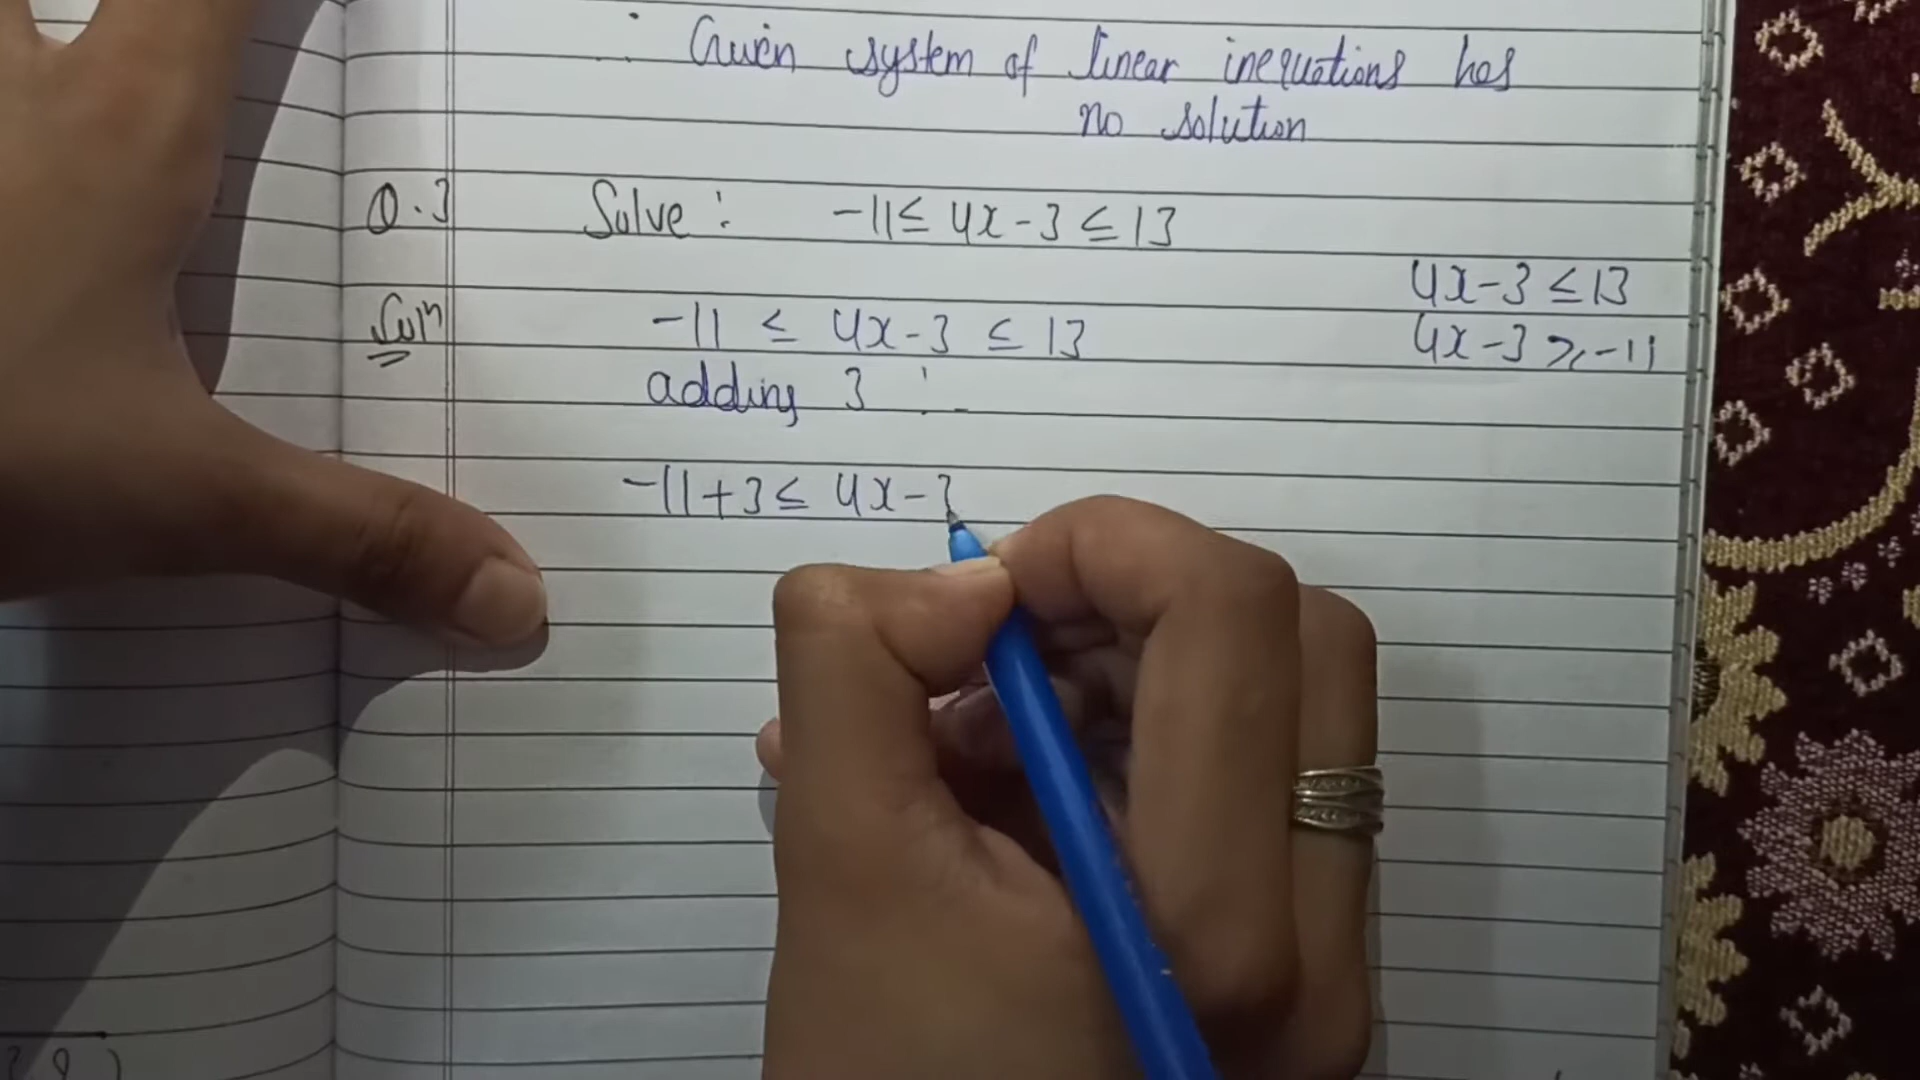 ∴ Given system of linear inequations has
no solution
Q.3 Solve: -11≤ 4x-3 ≤ 13
4x-3 ≤ 13
Soln -11 ≤ 4x-3 ≤ 13
4x-3 ≥ -11
adding 3 :-
-11+3 ≤ 4x-3